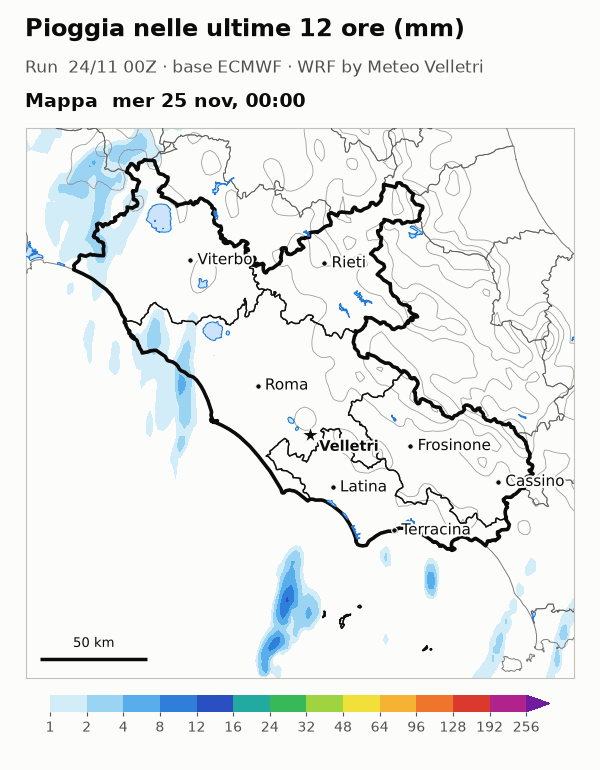 Pioggia nelle ultime 12 ore (mm)
Run 24/11 00Z · base ECMWF · WRF by Meteo Velletri
Mappa mer 25 nov, 00:00
Viterbo
Rieti
Roma
Velletri
Frosinone
Latina
Cassino
Terracina
50 km
1 2 4 8 12 16 24 32 48 64 96 128 192 256